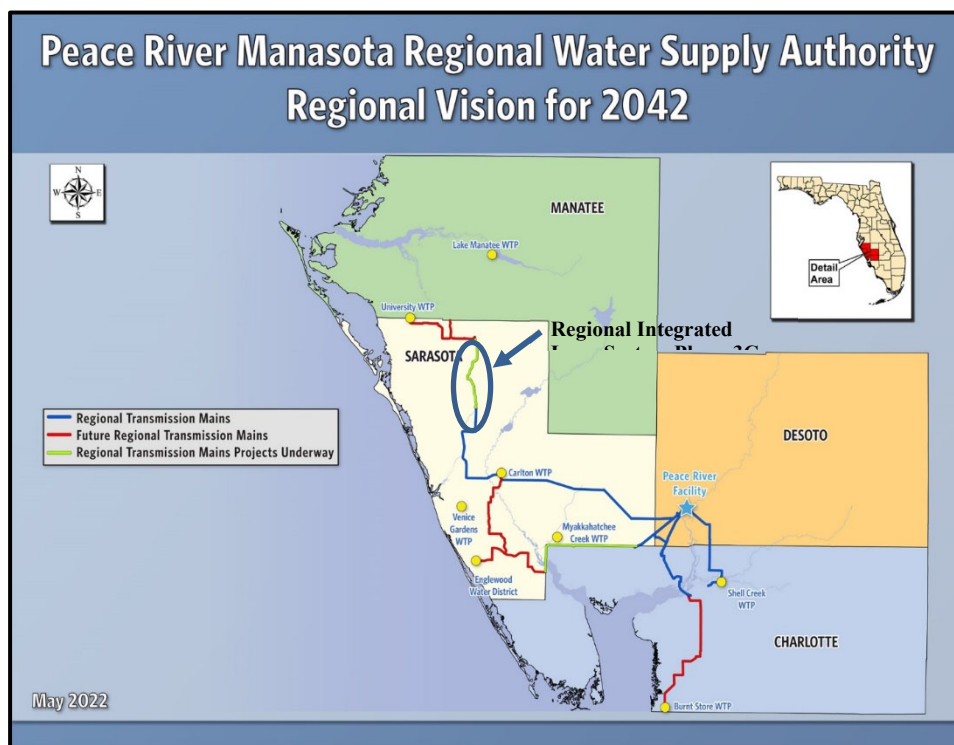 Peace River Manasota Regional Water Supply Authority
Regional Vision for 2042
N
W E
S
MANATEE
Lake Manatee WTP
Detail
Area
University WTP
Regional Integrated
SARASOTA
Regional Transmission Mains
Future Regional Transmission Mains
Regional Transmission Mains Projects Underway
DESOTO
Carlton WTP
Peace River
Facility
Venice
Gardens
WTP
Myakkahatchee
Creek WTP
Englewood
Water District
Shell Creek
WTP
CHARLOTTE
May 2022
Burnt Store WTP